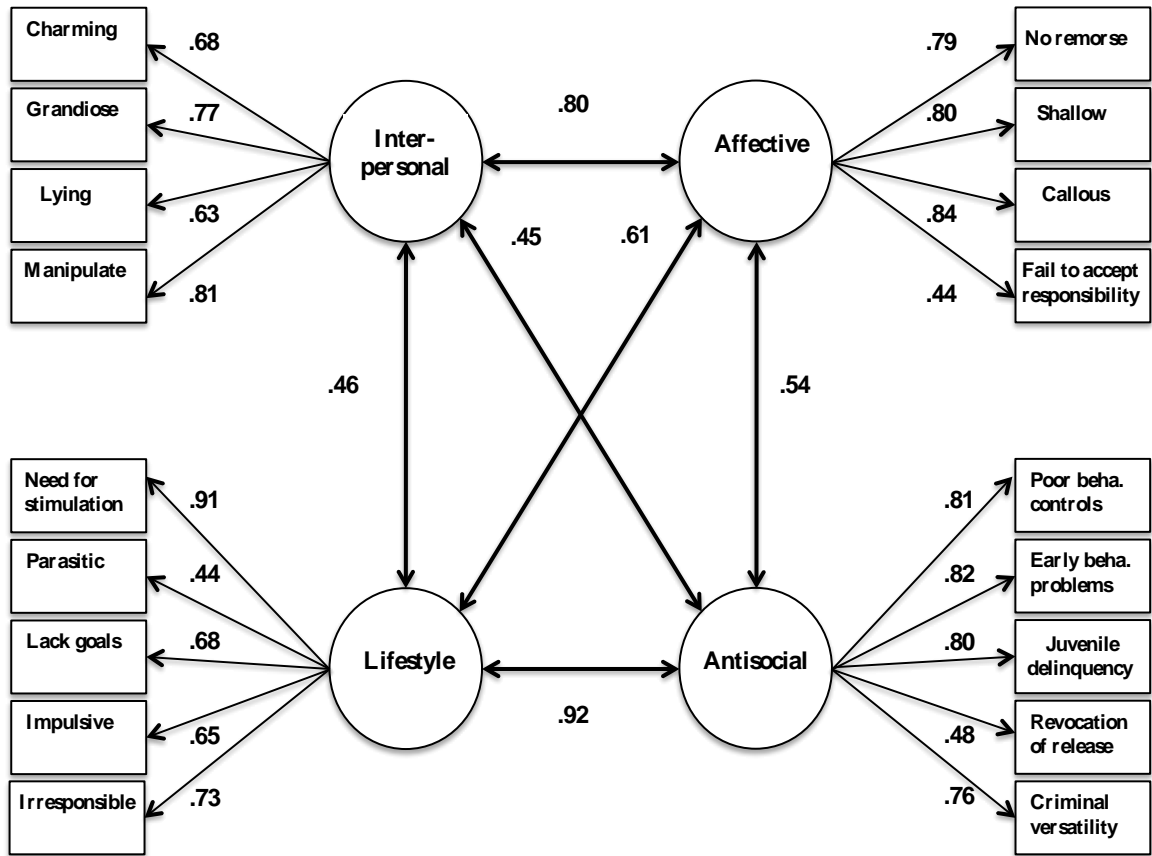 Charming
.68
Grandiose
.77
Lying
.63
Manipulate
.81
Inter-
personal
.80
Affective
.79
No remorse
.80
Shallow
Callous
.84
Fail to accept
responsibility
.44
.45
.61
.46
.54
Need for
stimulation
.91
Parasitic
.44
Lack goals
.68
Impulsive
.65
Irresponsible
.73
Lifestyle
.92
Antisocial
.81
Poor beha.
controls
.82
Early beha.
problems
.80
Juvenile
delinquency
.48
Revocation
of release
.76
Criminal
versatility